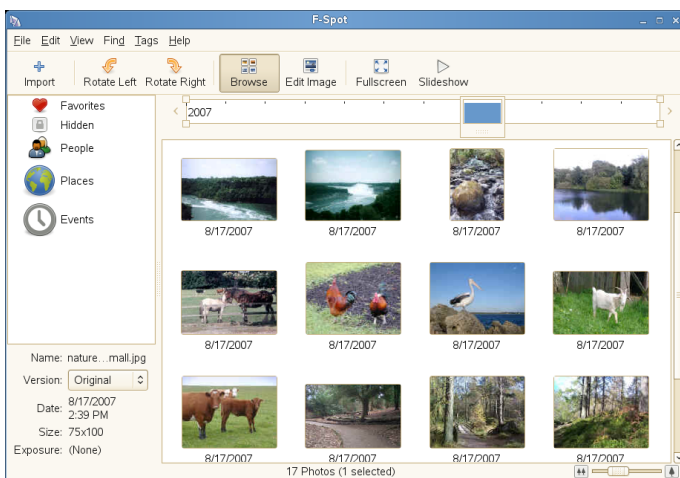 F-Spot
File Edit View Find Tags Help
Import Rotate Left Rotate Right Browse Edit Image Fullscreen Slideshow
Favorites
Hidden
People
Places
Events
2007
8/17/2007 8/17/2007 8/17/2007 8/17/2007
8/17/2007 8/17/2007 8/17/2007 8/17/2007
8/17/2007 8/17/2007 8/17/2007 8/17/2007
Name: nature…mall.jpg
Version: Original
Date: 8/17/2007
2:39 PM
Size: 75x100
Exposure: (None)
17 Photos (1 selected)